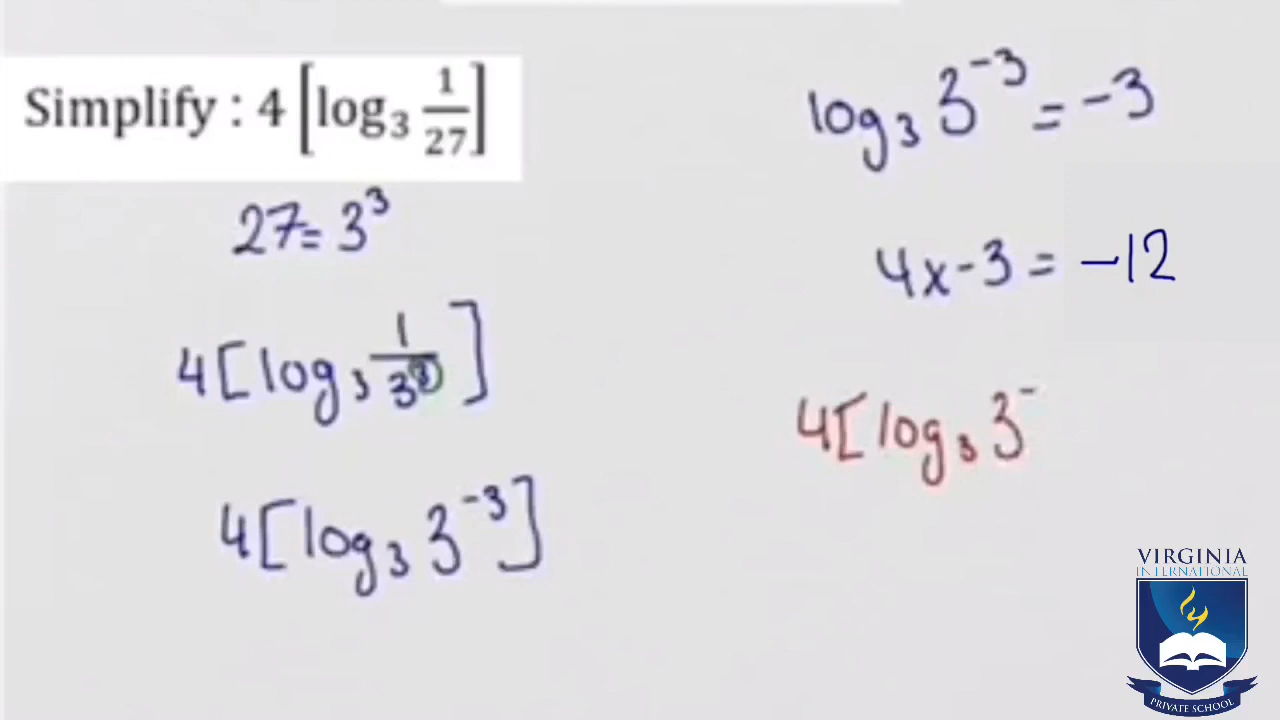 Simplify : 4 [log₃ 1/27]
27=3³
4[log₃ 1/3³]
4[log₃ 3⁻³]
log₃ 3⁻³ = -3
4x-3 = -12
4[log₃ 3⁻
VIRGINIA
INTERNATIONAL
PRIVATE SCHOOL